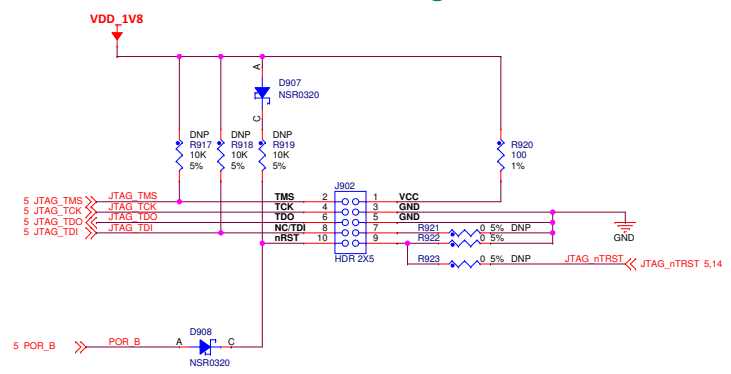 VDD_1V8
A
D907
NSR0320
C
DNP DNP DNP
R917 R918 R919 R920
10K 10K 10K 100
5% 5% 5% 1%
J902
5 JTAG_TMS JTAG_TMS TMS 2 1 VCC
5 JTAG_TCK JTAG_TCK TCK 4 3 GND
5 JTAG_TDO JTAG_TDO TDO 6 5 GND
5 JTAG_TDI JTAG_TDI NC/TDI 8 7 R921 0 5% DNP
nRST 10 9 R922 0 5%
GND
HDR 2X5
R923 0 5% DNP JTAG_nTRST JTAG_nTRST 5,14
D908
5 POR_B POR_B A C
NSR0320